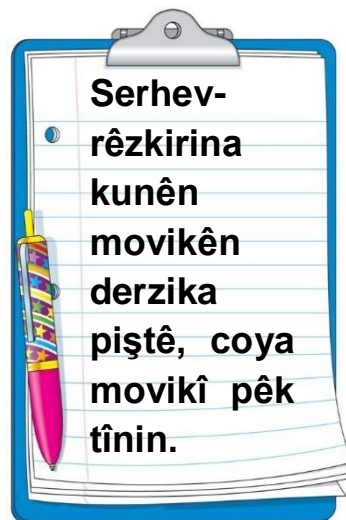 Serhev-
rêzkirina
kunên
movikên
derzika
piştê, coya
movikî pêk
tînin.